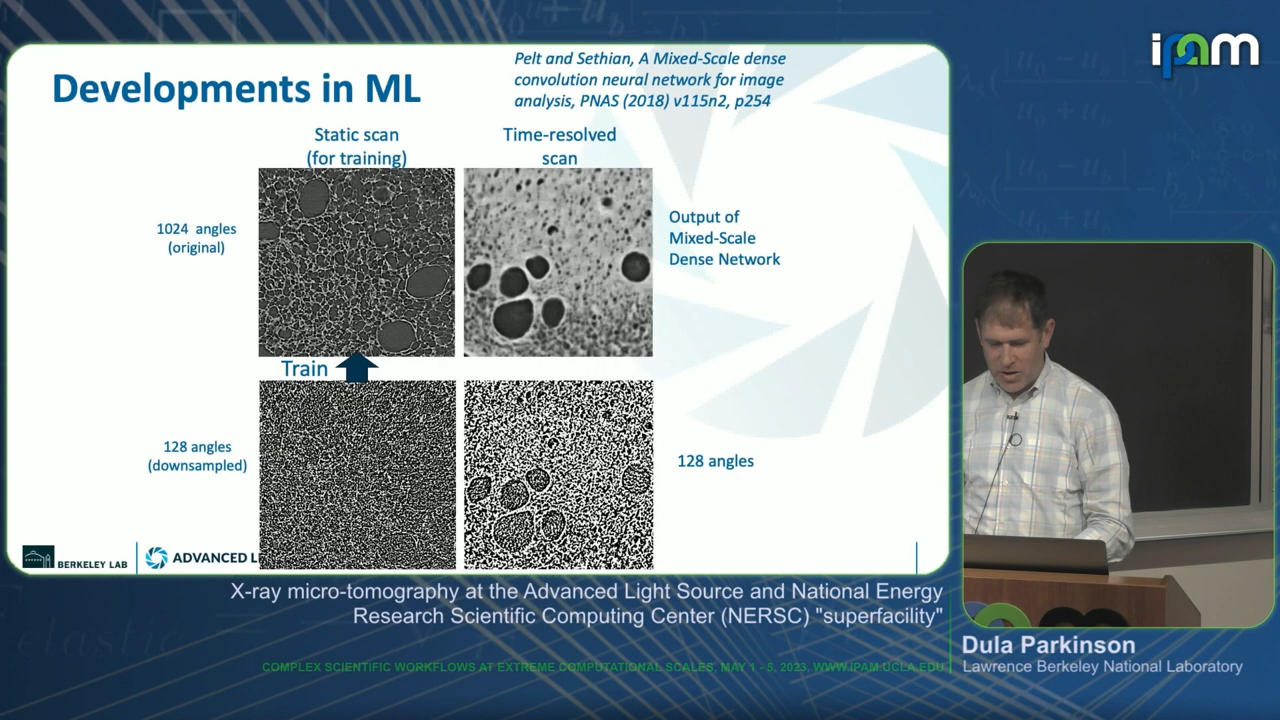 ipam
Developments in ML
Pelt and Sethian, A Mixed-Scale dense
convolution neural network for image
analysis, PNAS (2018) v115n2, p254
Static scan
(for training)
Time-resolved
scan
1024 angles
(original)
Output of
Mixed-Scale
Dense Network
Train
128 angles
(downsampled)
128 angles
BERKELEY LAB
ADVANCED L
X-ray micro-tomography at the Advanced Light Source and National Energy
Research Scientific Computing Center (NERSC) "superfacility"
Dula Parkinson
Lawrence Berkeley National Laboratory
COMPLEX SCIENTIFIC WORKFLOWS AT EXTREME COMPUTATIONAL SCALES, MAY 1 - 5, 2023, WWW.IPAM.UCLA.EDU